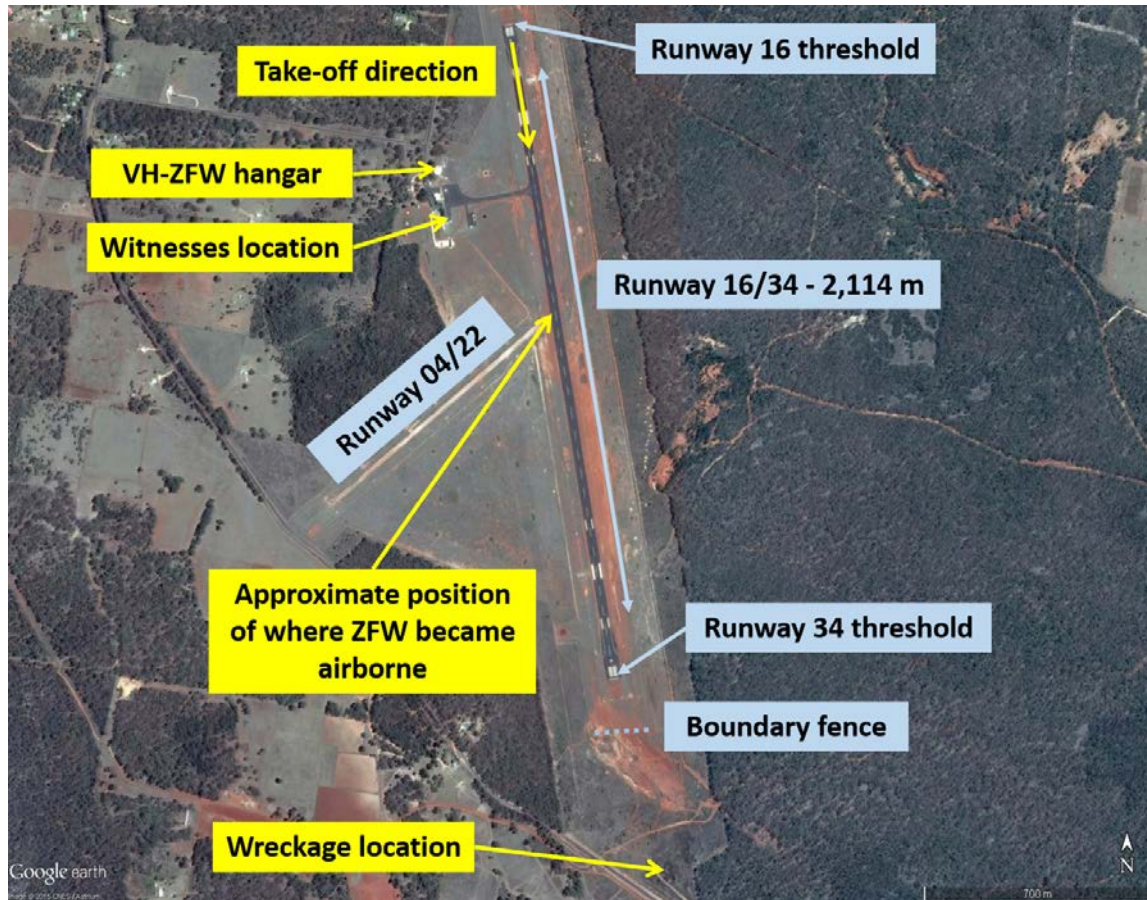 Runway 16 threshold
Take-off direction
VH-ZFW hangar
Witnesses location
Runway 16/34 - 2,114 m
Runway 04/22
Approximate position
of where ZFW became
airborne
Runway 34 threshold
Boundary fence
Wreckage location
Google earth
N
700 m